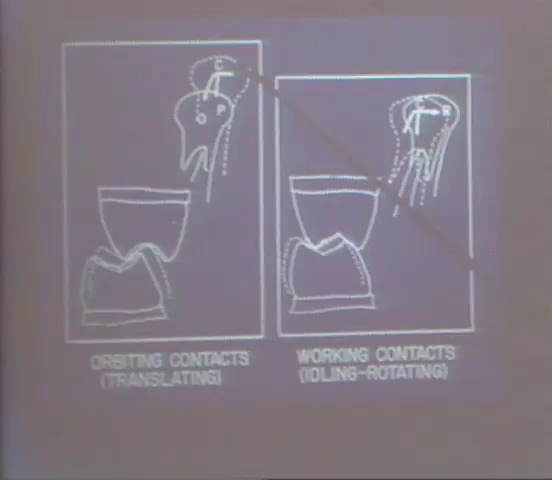 ORBITING CONTACTS
(TRANSLATING)
WORKING CONTACTS
(IDLING-ROTATING)